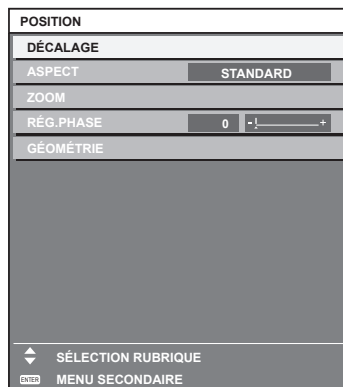 POSITION
DÉCALAGE
ASPECT STANDARD
ZOOM
RÉG.PHASE 0 - +
GÉOMÉTRIE
SÉLECTION RUBRIQUE
ENTER MENU SECONDAIRE